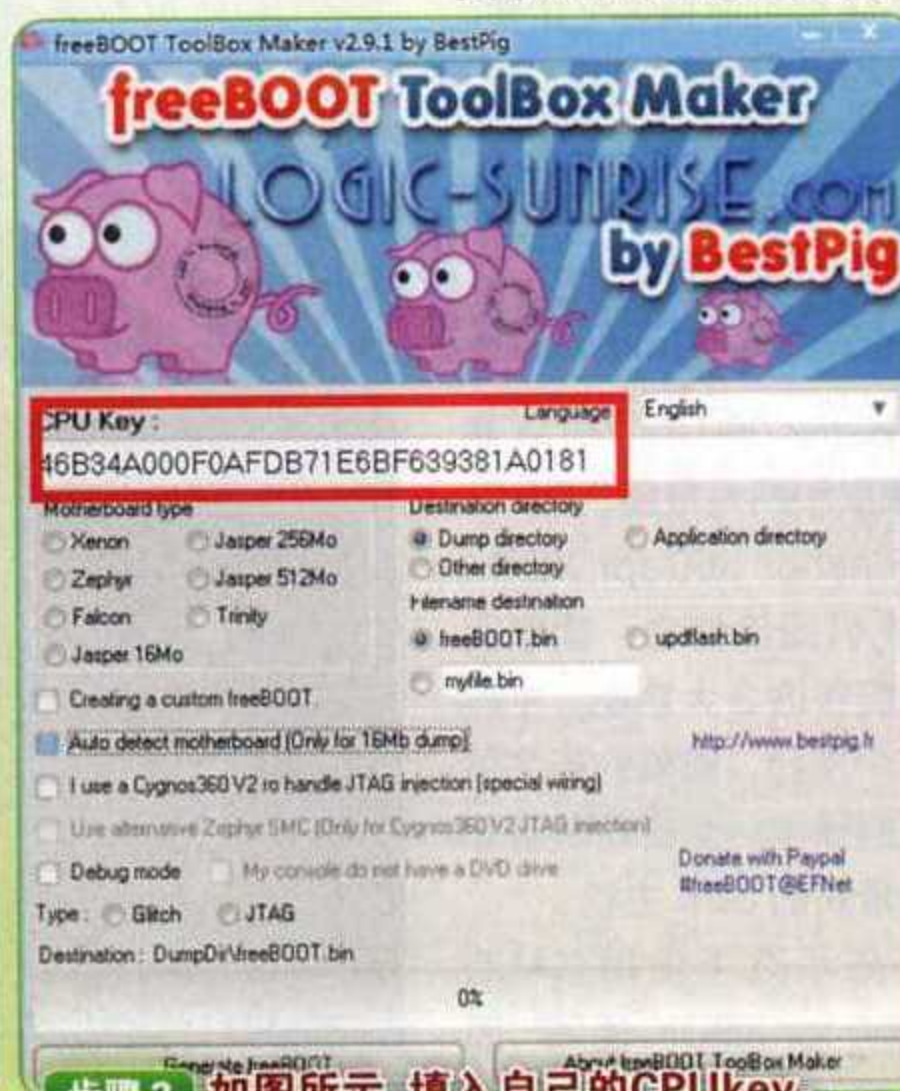 freeBOOT ToolBox Maker v2.9.1 by BestPig
freeBOOT ToolBox Maker
LOGIC-SUNRISE.COM
by BestPig
CPU Key :
Language
English
46B34A000F0AFDB71E6BF639381A0181
Motherboard type
Xenon
Jasper 256Mo
Zephyr
Jasper 512Mo
Falcon
Trinity
Jasper 16Mo
Destination directory
Dump directory
Application directory
Other directory
Filename destination
freeBOOT.bin
updflash.bin
myfile.bin
Creating a custom freeBOOT
Auto detect motherboard (Only for 16Mb dump)
http://www.bestpig.fr
I use a Cygnos360 V2 to handle JTAG injection (special wiring)
Use alternative Zephyr SMC (Only for Cygnos360 V2 JTAG injection)
Debug mode
My console do not have a DVD drive
Donate with Paypal
#freeBOOT@EFNet
Type :
Glitch
JTAG
Destination : DumpDir\freeBOOT.bin
0%
Generate freeBOOT
About freeBOOT ToolBox Maker
如图所示,填入自己的CPUkey